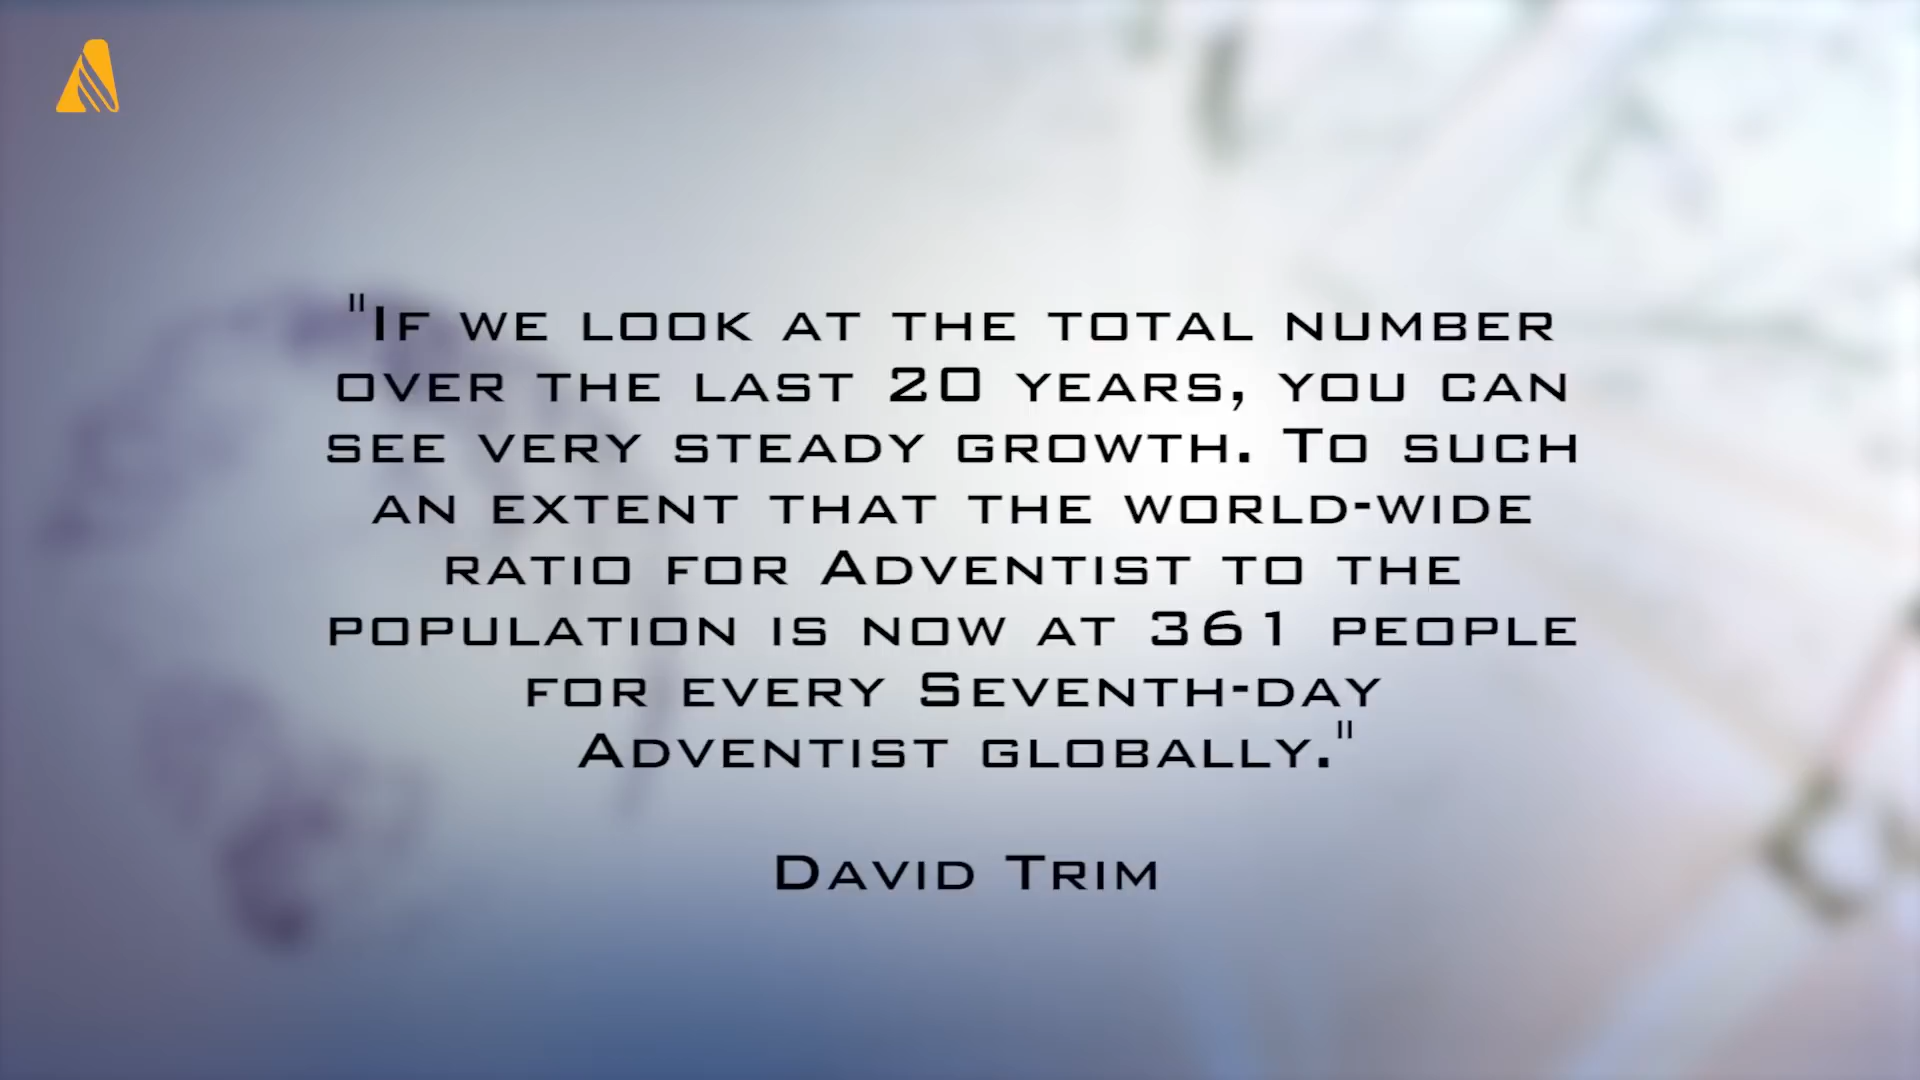 "If we look at the total number
over the last 20 years, you can
see very steady growth. To such
an extent that the world-wide
ratio for Adventist to the
population is now at 361 people
for every Seventh-day
Adventist globally."
David Trim